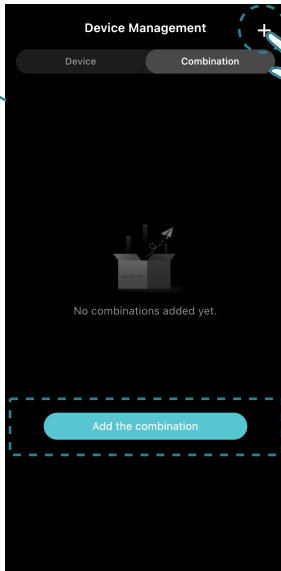 Device Management
Device
Combination
No combinations added yet.
Add the combination